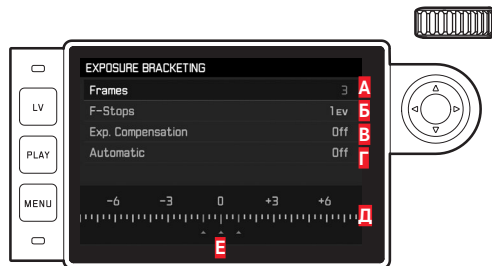 EXPOSURE BRACKETING
Frames 3 А
F-Stops 1EV Б
Exp. Compensation Off В
Automatic Off Г
LV
PLAY
MENU
-6 -3 0 +3 +6
Д
Е